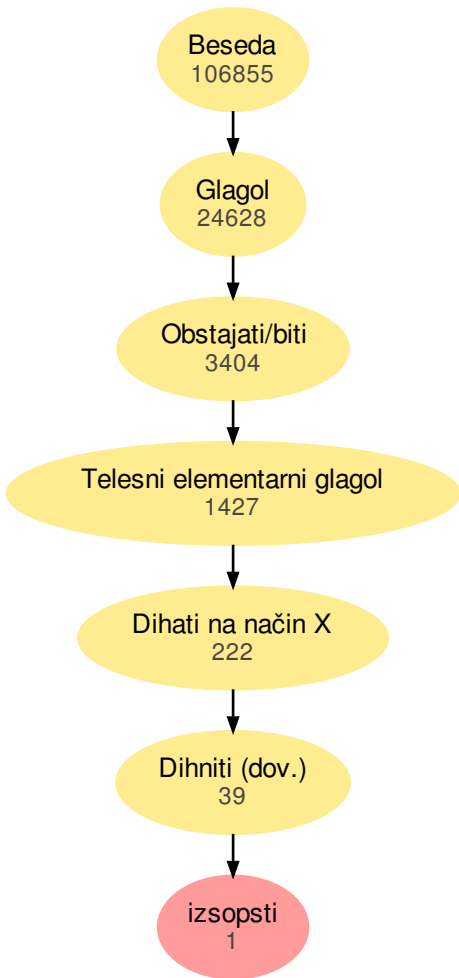 Beseda
106855
Glagol
24628
Obstajati/biti
3404
Telesni elementarni glagol
1427
Dihati na način X
222
Dihniti (dov.)
39
izsopsti
1